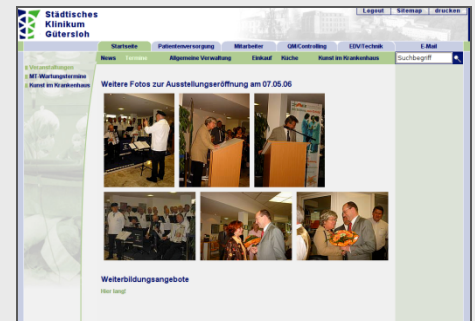 Städtisches
Klinikum
Gütersloh
Logout Sitemap drucken
Startseite Patientenversorgung Mitarbeiter QM/Controlling EDV/Technik E-Mail
News Termine Allgemeine Verwaltung Einkauf Küche Kunst im Krankenhaus Suchbegriff
Veranstaltungen
MT-Wartungstermine
Kunst im Krankenhaus
Weitere Fotos zur Ausstellungseröffnung am 07.05.06
Weiterbildungsangebote
Hier lang!